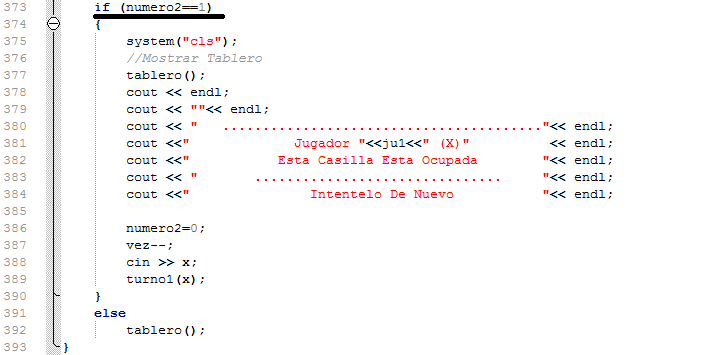 373 if (numero2==1)
374 {
375 system("cls");
376 //Mostrar Tablero
377 tablero();
378 cout << endl;
379 cout << ""<< endl;
380 cout << "   ........................................"<< endl;
381 cout <<"             Jugador "<<ju1<<" (X)"          << endl;
382 cout <<"           Esta Casilla Esta Ocupada        "<< endl;
383 cout << "       ...............................     "<< endl;
384 cout <<"               Intentelo De Nuevo           "<< endl;
385
386 numero2=0;
387 vez--;
388 cin >> x;
389 turno1(x);
390 }
391 else
392 tablero();
393 }